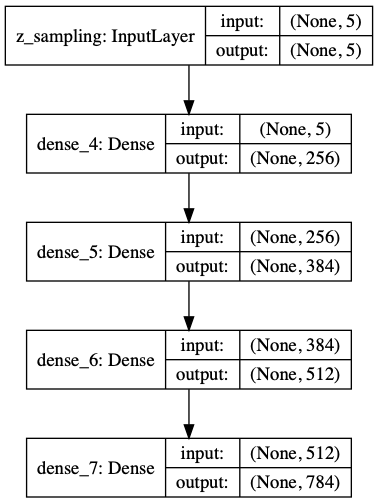 z_sampling: InputLayer
input: (None, 5)
output: (None, 5)
dense_4: Dense
input: (None, 5)
output: (None, 256)
dense_5: Dense
input: (None, 256)
output: (None, 384)
dense_6: Dense
input: (None, 384)
output: (None, 512)
dense_7: Dense
input: (None, 512)
output: (None, 784)